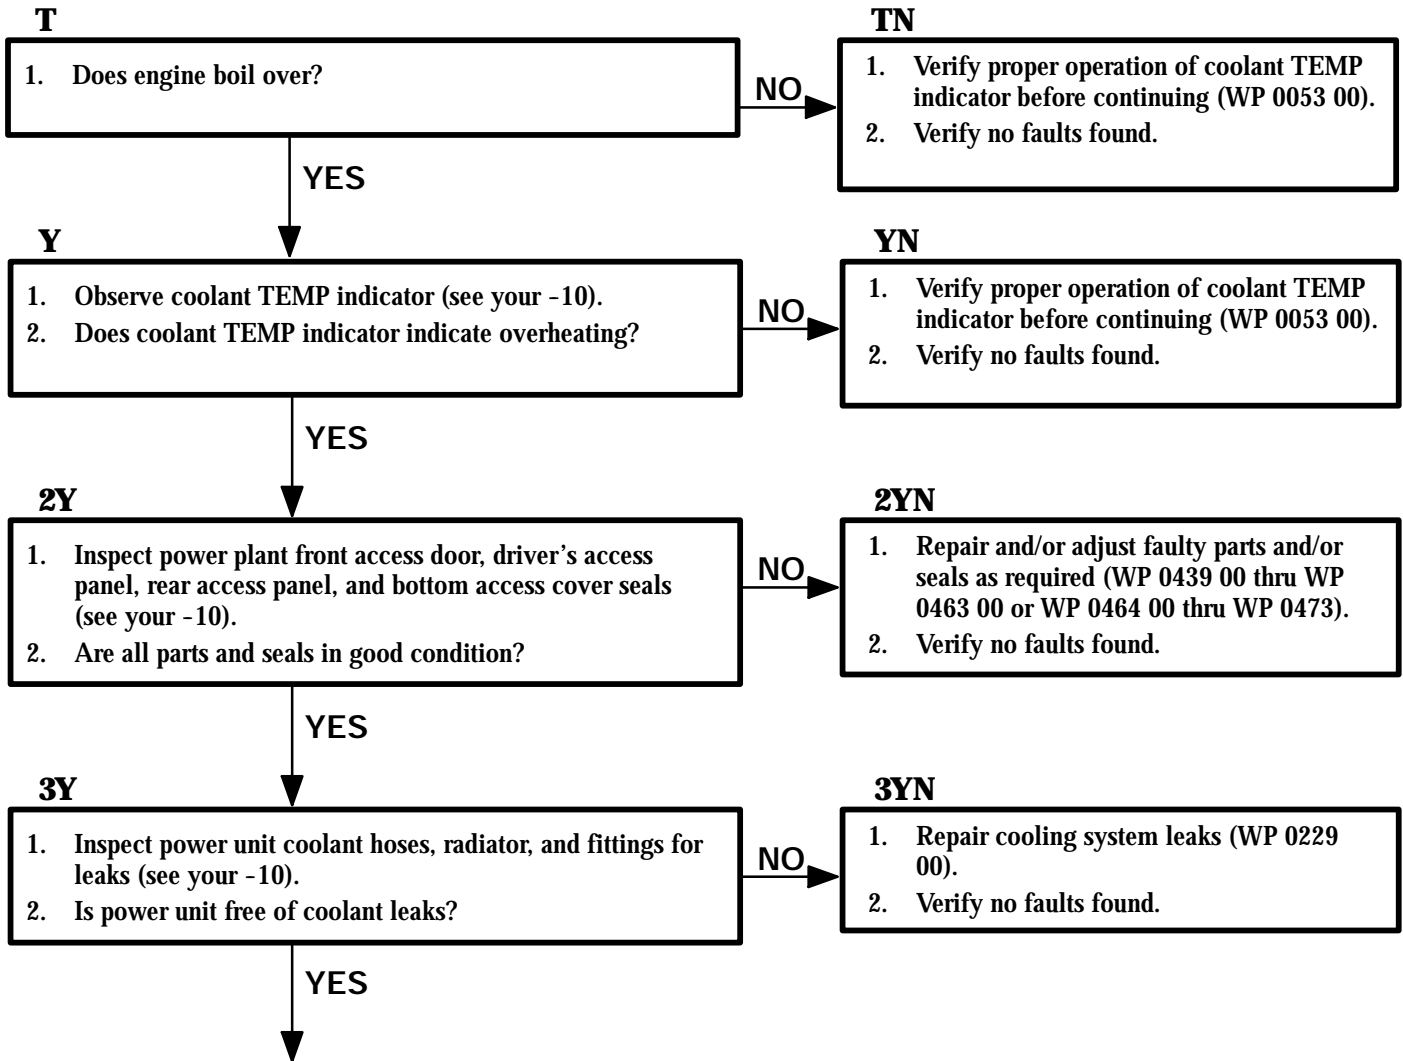 T
1. Does engine boil over?
NO
TN
1. Verify proper operation of coolant TEMP
indicator before continuing (WP 0053 00).
2. Verify no faults found.
YES
Y
1. Observe coolant TEMP indicator (see your -10).
2. Does coolant TEMP indicator indicate overheating?
NO
YN
1. Verify proper operation of coolant TEMP
indicator before continuing (WP 0053 00).
2. Verify no faults found.
YES
2Y
1. Inspect power plant front access door, driver's access
panel, rear access panel, and bottom access cover seals
(see your -10).
2. Are all parts and seals in good condition?
NO
2YN
1. Repair and/or adjust faulty parts and/or
seals as required (WP 0439 00 thru WP
0463 00 or WP 0464 00 thru WP 0473).
2. Verify no faults found.
YES
3Y
1. Inspect power unit coolant hoses, radiator, and fittings for
leaks (see your -10).
2. Is power unit free of coolant leaks?
NO
3YN
1. Repair cooling system leaks (WP 0229
00).
2. Verify no faults found.
YES